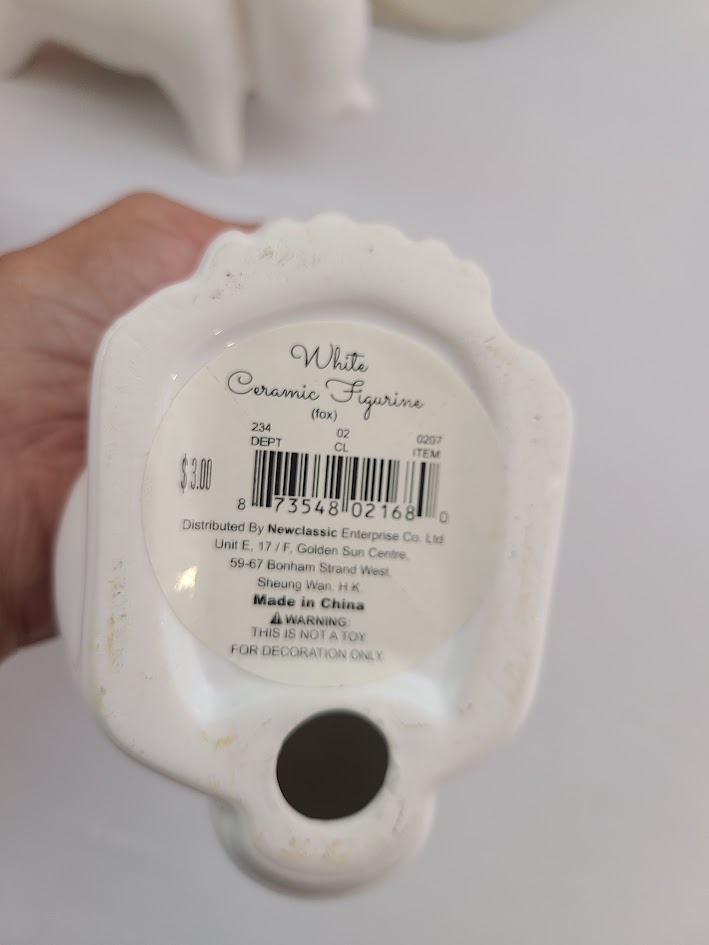 White
Ceramic Figurine
(fox)
234 02 0207
DEPT CL ITEM
$3.00
8 73548 02168 0
Distributed By Newclassic Enterprise Co. Ltd
Unit E, 17 / F, Golden Sun Centre,
59-67 Bonham Strand West
Sheung Wan, H.K
Made in China
⚠WARNING:
THIS IS NOT A TOY
FOR DECORATION ONLY